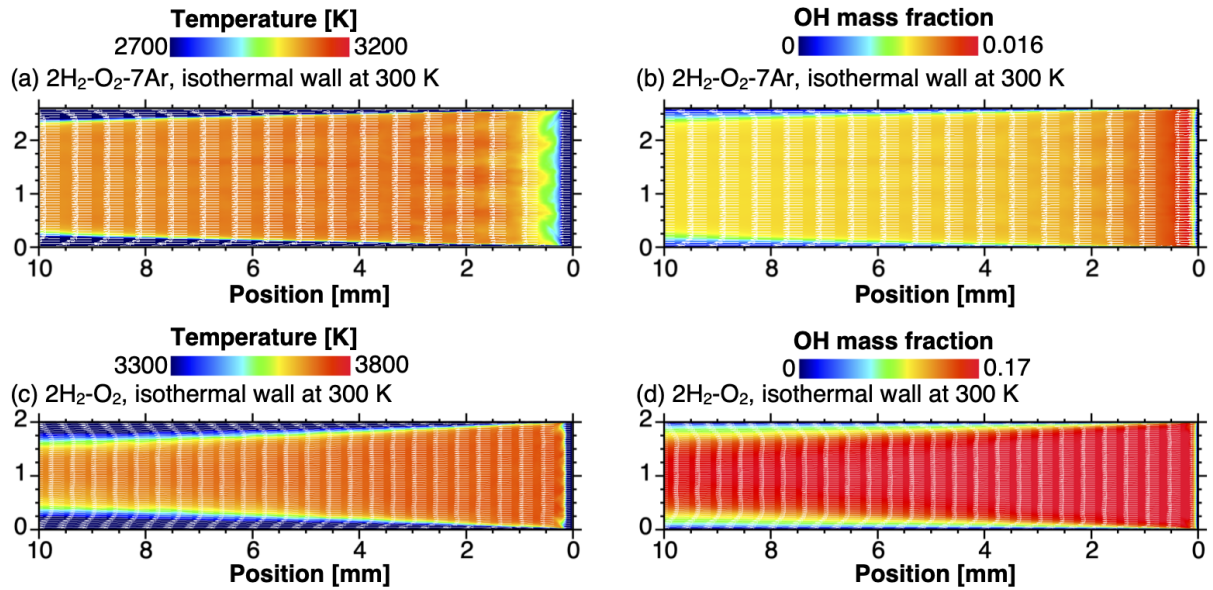 Temperature [K]
2700 3200
(a) 2H₂-O₂-7Ar, isothermal wall at 300 K
2
1
0
10 8 6 4 2 0
Position [mm]
OH mass fraction
0 0.016
(b) 2H₂-O₂-7Ar, isothermal wall at 300 K
2
1
0
10 8 6 4 2 0
Position [mm]
Temperature [K]
3300 3800
(c) 2H₂-O₂, isothermal wall at 300 K
2
1
0
10 8 6 4 2 0
Position [mm]
OH mass fraction
0 0.17
(d) 2H₂-O₂, isothermal wall at 300 K
2
1
0
10 8 6 4 2 0
Position [mm]